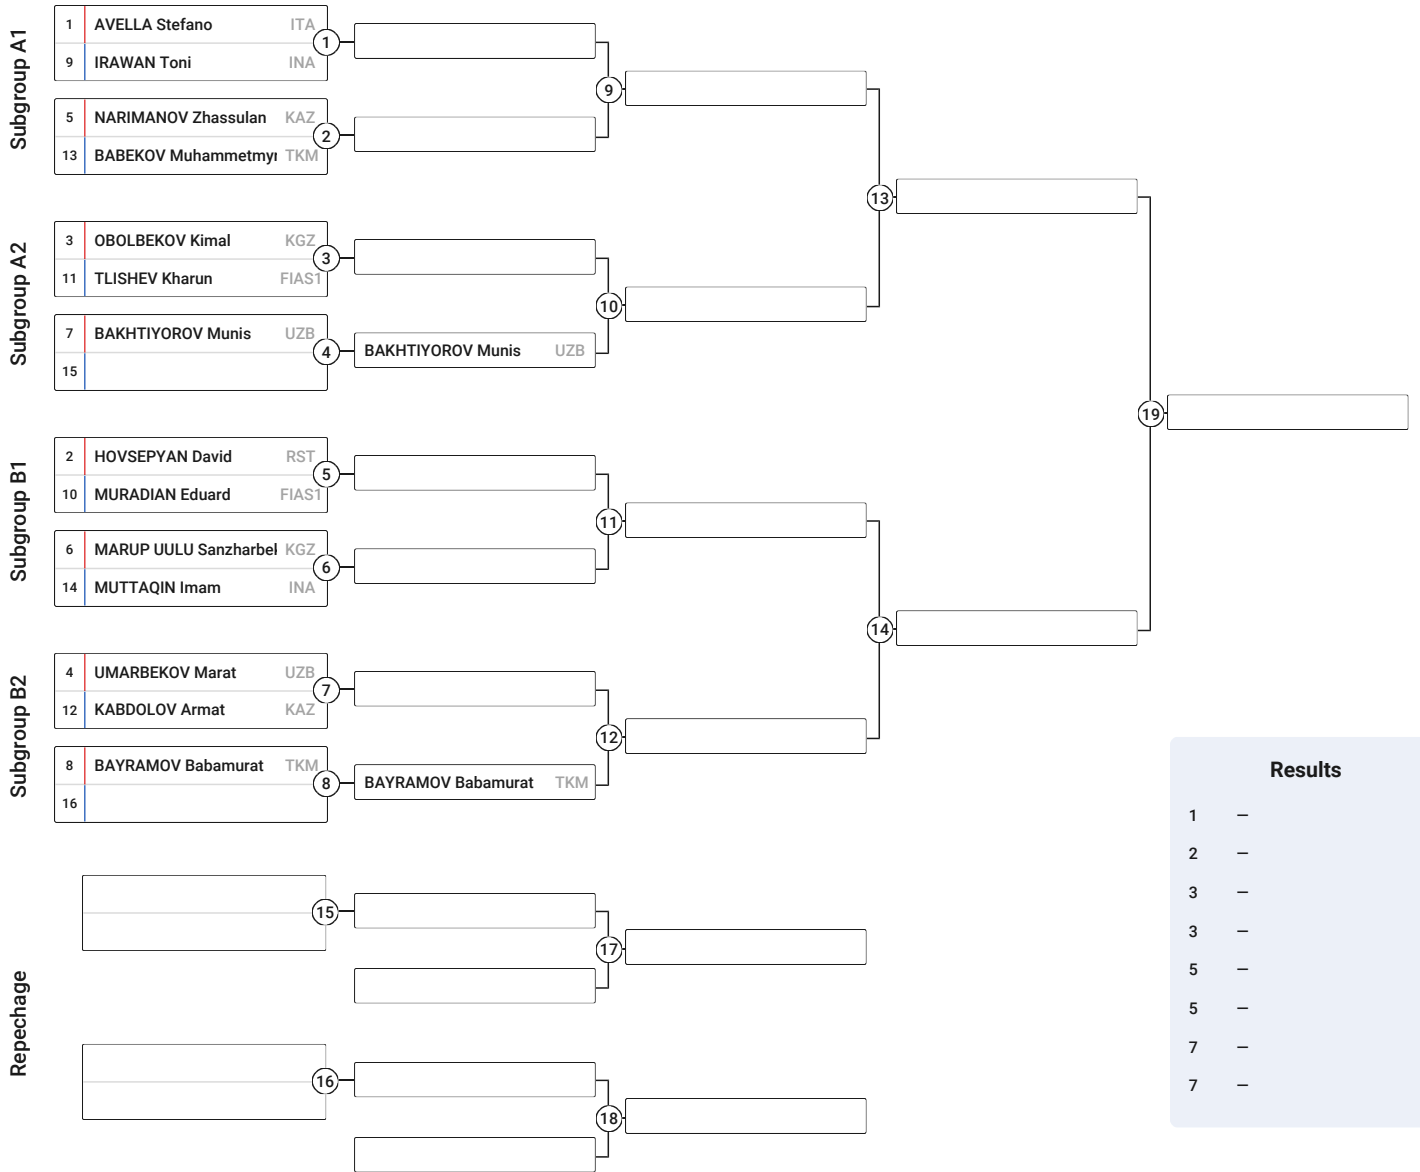 Subgroup A1
1 AVELLA Stefano ITA
9 IRAWAN Toni INA
1
5 NARIMANOV Zhassulan KAZ
13 BABEKOV Muhammetmyr TKM
2
9
Subgroup A2
3 OBOLBEKOV Kimal KGZ
11 TLISHEV Kharun FIAS1
3
7 BAKHTIYOROV Munis UZB
15
4
BAKHTIYOROV Munis UZB
10
13
Subgroup B1
2 HOVSEPYAN David RST
10 MURADIAN Eduard FIAS1
5
6 MARUP UULU Sanzharbek KGZ
14 MUTTAQIN Imam INA
6
11
Subgroup B2
4 UMARBEKOV Marat UZB
12 KABDOLOV Armat KAZ
7
8 BAYRAMOV Babamurat TKM
16
8
BAYRAMOV Babamurat TKM
12
14
19
Repechage
15
17
16
18
Results
1 –
2 –
3 –
3 –
5 –
5 –
7 –
7 –